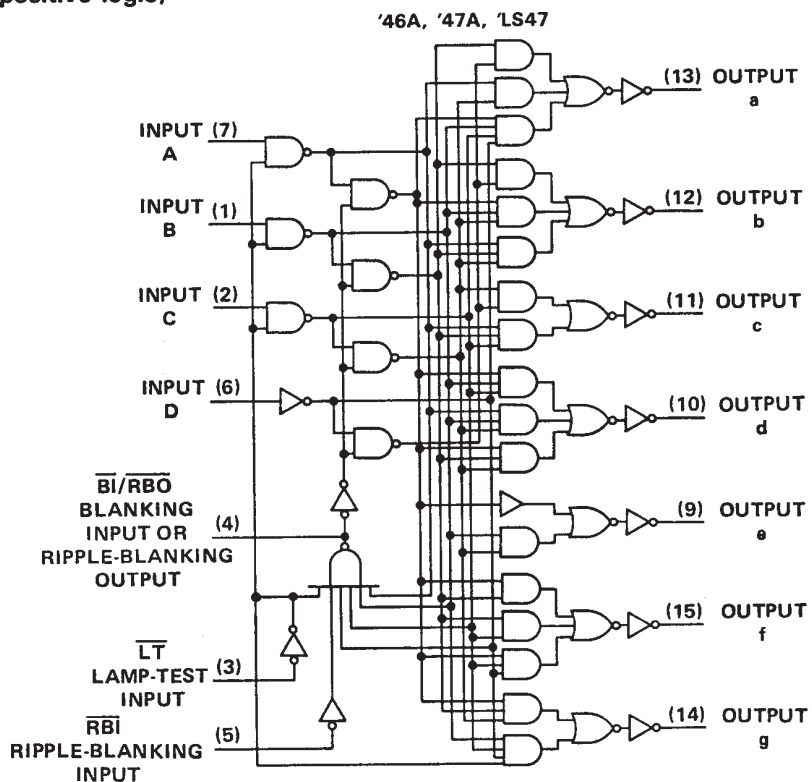 positive logic)
'46A, '47A, 'LS47
INPUT (7)
A
INPUT (1)
B
INPUT (2)
C
INPUT (6)
D
BI/RBO
BLANKING
INPUT OR (4)
RIPPLE-BLANKING
OUTPUT
LT
LAMP-TEST (3)
INPUT
RBI (5)
RIPPLE-BLANKING
INPUT
(13) OUTPUT
a
(12) OUTPUT
b
(11) OUTPUT
c
(10) OUTPUT
d
(9) OUTPUT
e
(15) OUTPUT
f
(14) OUTPUT
g